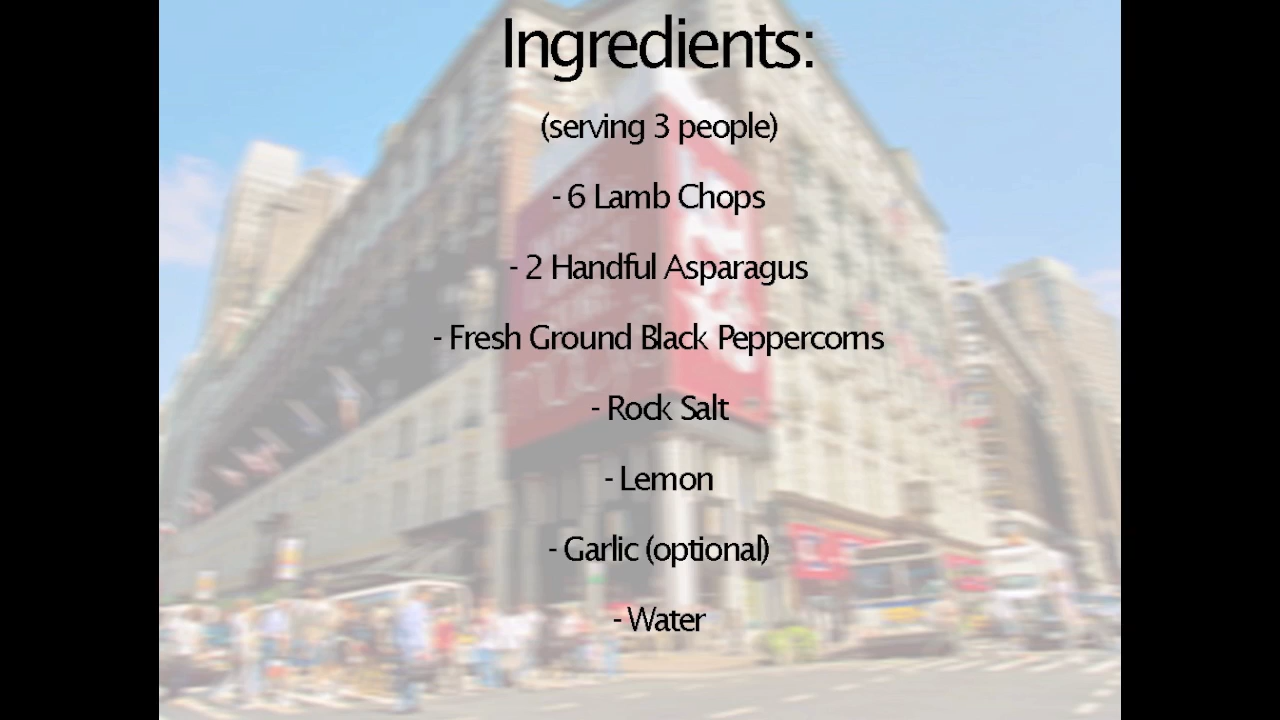 Ingredients:
(serving 3 people)
- 6 Lamb Chops
- 2 Handful Asparagus
- Fresh Ground Black Peppercorns
- Rock Salt
- Lemon
- Garlic (optional)
- Water